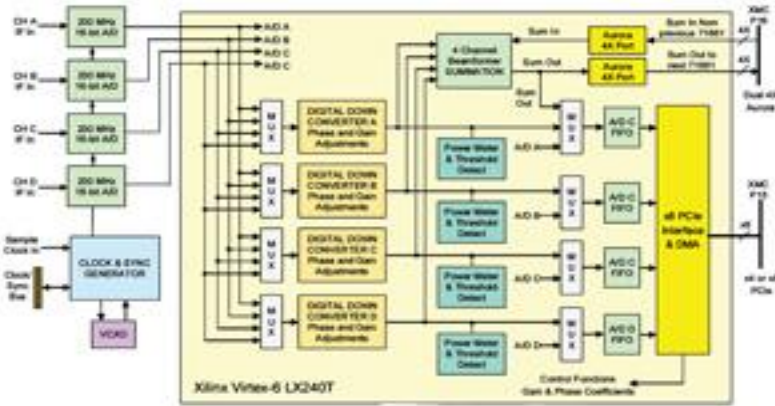 CH A
IF In
200 MHz
16-bit A/D
CH B
IF In
200 MHz
16-bit A/D
CH C
IF In
200 MHz
16-bit A/D
CH D
IF In
200 MHz
16-bit A/D
Sample
Clock In
Clock/
Sync
Bus
CLOCK & SYNC
GENERATOR
VCXO
A/D A
A/D B
A/D C
A/D C
MUX
DIGITAL DOWN
CONVERTER A
Phase and Gain
Adjustments
MUX
DIGITAL DOWN
CONVERTER B
Phase and Gain
Adjustments
MUX
DIGITAL DOWN
CONVERTER C
Phase and Gain
Adjustments
MUX
DIGITAL DOWN
CONVERTER D
Phase and Gain
Adjustments
4 Channel
Beamformer
SUMMATION
Sum In
Sum Out
Sum
Out
Aurora
4X Port
Aurora
4X Port
Sum In from
previous
Sum Out to
next
4X
4X
XMC
Dual 4X
Aurora
Power Meter
& Threshold
Detect
A/D A
MUX
A/D C
FIFO
Power Meter
& Threshold
Detect
A/D B
MUX
A/D C
FIFO
Power Meter
& Threshold
Detect
A/D C
MUX
A/D C
FIFO
Power Meter
& Threshold
Detect
A/D D
MUX
A/D D
FIFO
x8 PCIe
Interface
& DMA
XMC
P15
x8
x4 or x8
PCIe
Control Functions
Gain & Phase Coefficients
Xilinx Virtex-6 LX240T